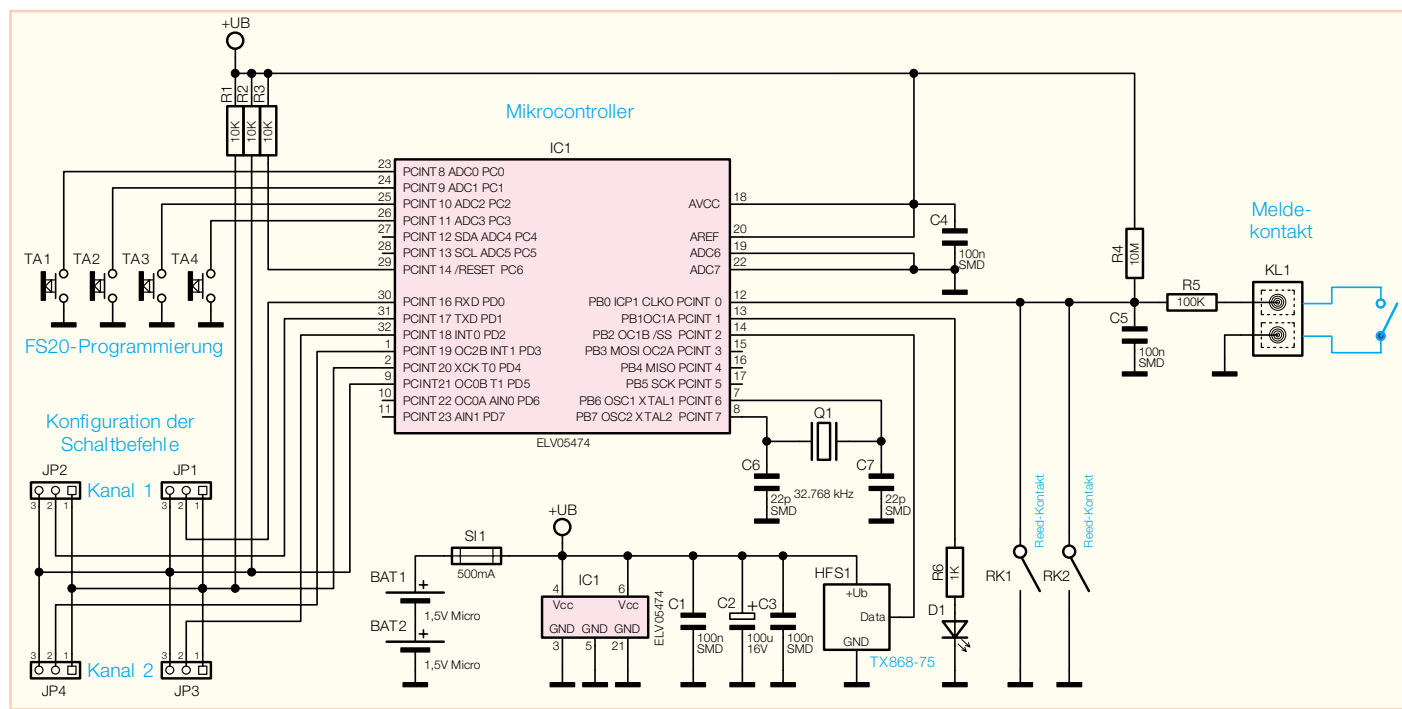 +UB
R1
R2
R3
10K
10K
10K
Mikrocontroller
IC1
23
24
25
26
27
28
29
30
31
32
1
2
9
10
11
PCINT 8 ADC0 PC0
PCINT 9 ADC1 PC1
PCINT 10 ADC2 PC2
PCINT 11 ADC3 PC3
PCINT 12 SDA ADC4 PC4
PCINT 13 SCL ADC5 PC5
PCINT 14 /RESET PC6
PCINT 16 RXD PD0
PCINT 17 TXD PD1
PCINT 18 INT0 PD2
PCINT 19 OC2B INT1 PD3
PCINT 20 XCK T0 PD4
PCINT21 OC0B T1 PD5
PCINT 22 OC0A AIN0 PD6
PCINT 23 AIN1 PD7
AVCC
AREF
ADC6
ADC7
PB0 ICP1 CLKO PCINT 0
PB1OC1A PCINT 1
PB2 OC1B /SS PCINT 2
PB3 MOSI OC2A PCINT 3
PB4 MISO PCINT 4
PB5 SCK PCINT 5
PB6 OSC1 XTAL1 PCINT 6
PB7 OSC2 XTAL2 PCINT 7
18
20
19
22
12
13
14
15
16
17
7
8
ELV05474
TA1
TA2
TA3
TA4
FS20-Programmierung
Konfiguration der
Schaltbefehle
JP2
Kanal 1
JP1
3
2
1
3
2
1
3
2
1
3
2
1
JP4
Kanal 2
JP3
C4
100n
SMD
R4
10M
Melde-
kontakt
KL1
R5
100K
C5
100n
SMD
Q1
C6
22p
SMD
32.768 kHz
C7
22p
SMD
+UB
SI1
500mA
BAT1
+
1,5V Micro
BAT2
+
1,5V Micro
IC1
4
6
Vcc
Vcc
GND
GND
GND
3
5
21
ELV05474
C1
100n
SMD
C2
+
100u
16V
C3
100n
SMD
HFS1
+Ub
Data
GND
TX868-75
R6
1K
D1
RK1
Reed-Kontakt
RK2
Reed-Kontakt